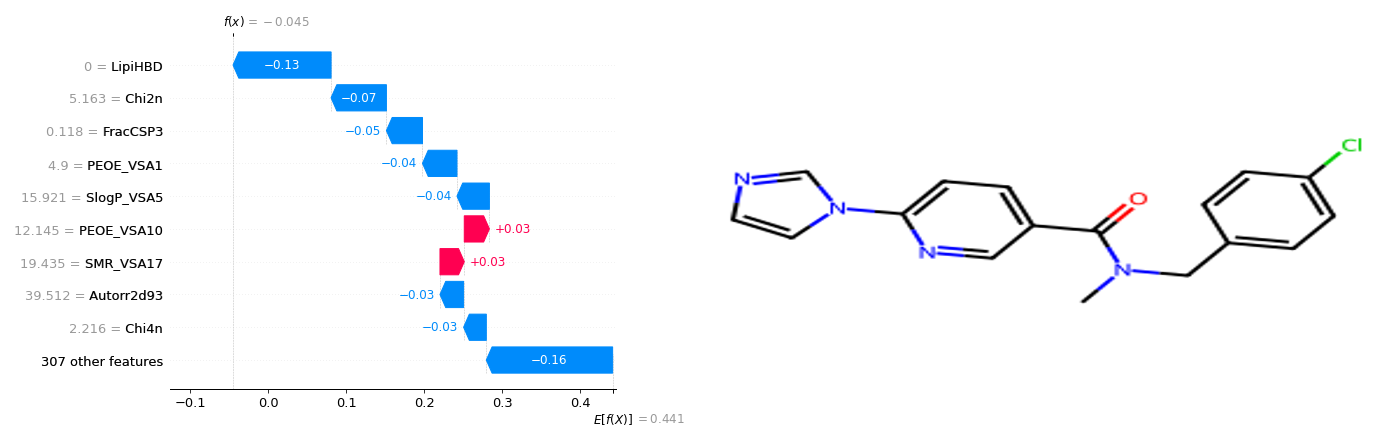 f(x) = −0.045
0 = LipiHBD
−0.13
5.163 = Chi2n
−0.07
0.118 = FracCSP3
−0.05
4.9 = PEOE_VSA1
−0.04
15.921 = SlogP_VSA5
−0.04
12.145 = PEOE_VSA10
+0.03
19.435 = SMR_VSA17
+0.03
39.512 = Autorr2d93
−0.03
2.216 = Chi4n
−0.03
307 other features
−0.16
−0.1 0.0 0.1 0.2 0.3 0.4
E[f(X)] = 0.441
Cl
N
O
N
N
N